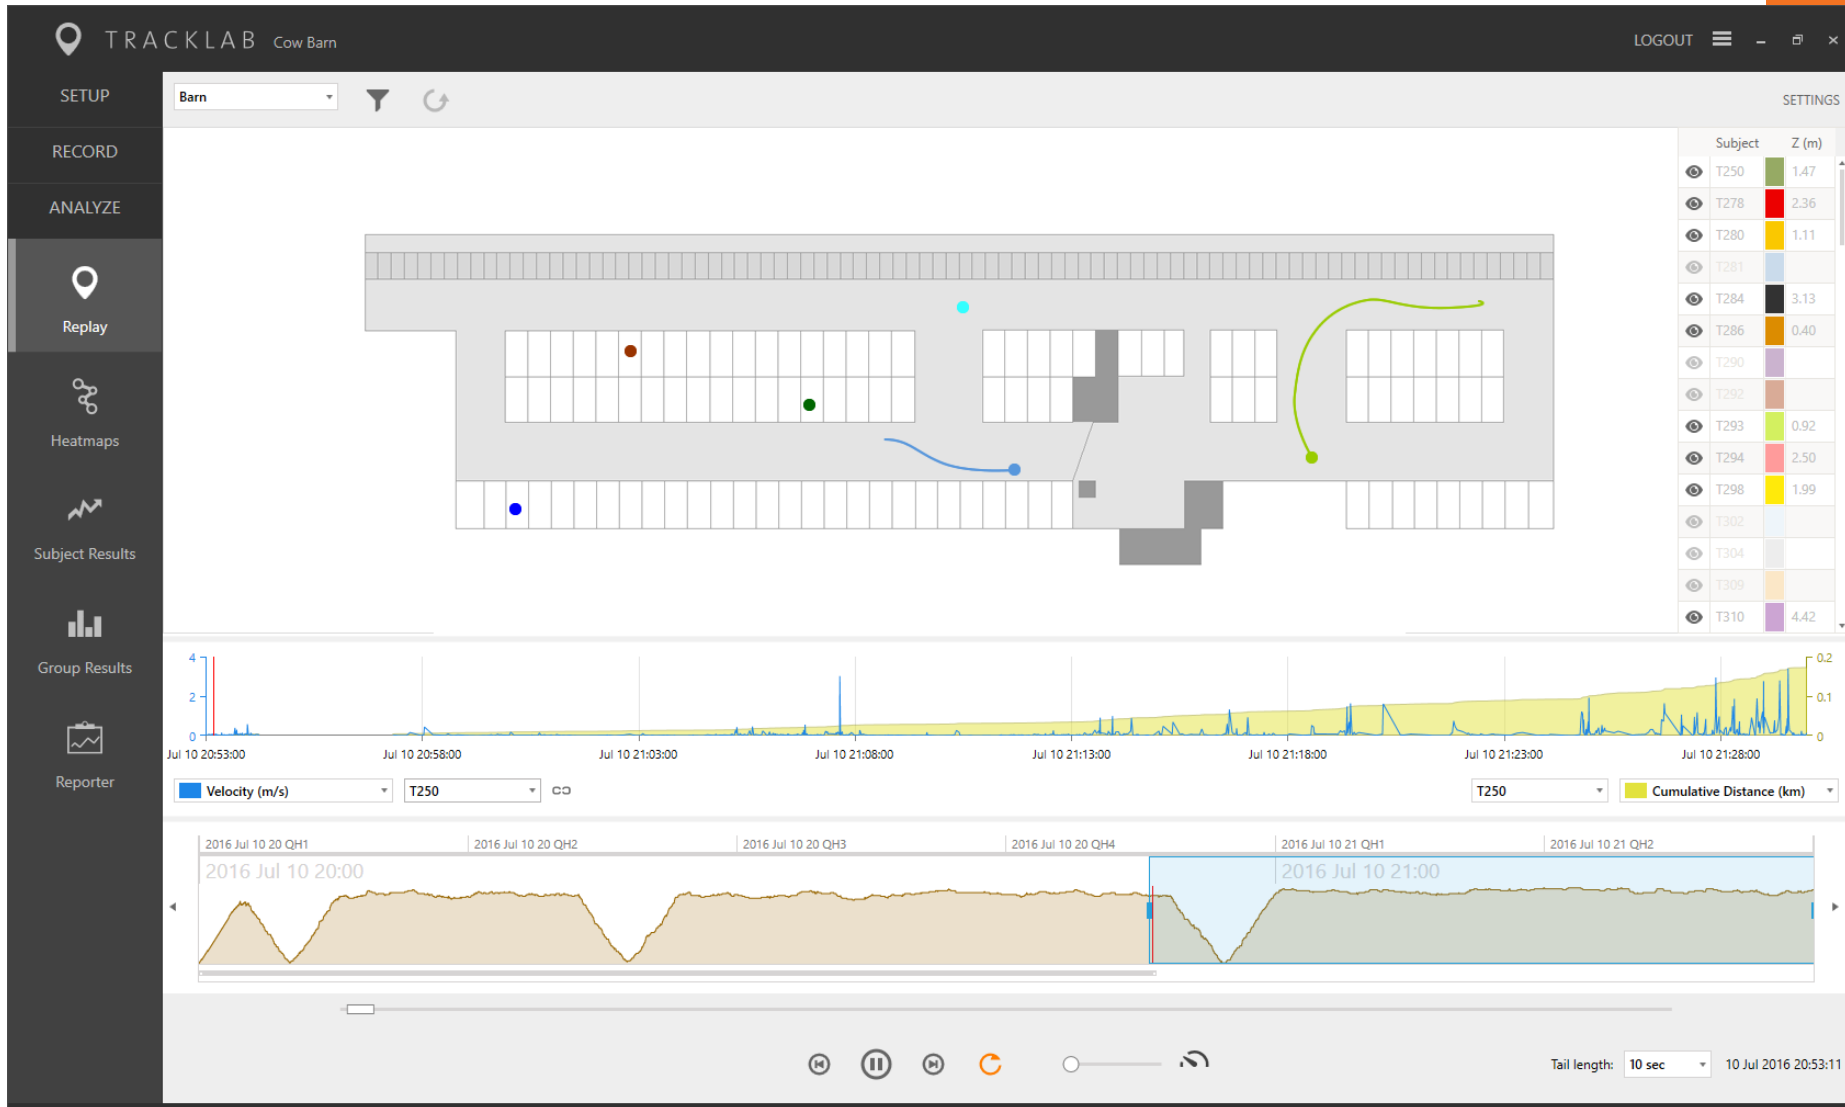 TRACKLAB Cow Barn
LOGOUT
SETUP
RECORD
ANALYZE
Replay
Heatmaps
Subject Results
Group Results
Reporter
Barn
SETTINGS
Subject Z (m)
T250 1.47
T278 2.36
T280 1.11
T281
T284 3.13
T286 0.40
T290
T292
T293 0.92
T294 2.50
T298 1.99
T302
T304
T309
T310 4.42
4 0.2
2 0.1
0 0
Jul 10 20:53:00 Jul 10 20:58:00 Jul 10 21:03:00 Jul 10 21:08:00 Jul 10 21:13:00 Jul 10 21:18:00 Jul 10 21:23:00 Jul 10 21:28:00
Velocity (m/s) T250 T250 Cumulative Distance (km)
2016 Jul 10 20 QH1 2016 Jul 10 20 QH2 2016 Jul 10 20 QH3 2016 Jul 10 20 QH4 2016 Jul 10 21 QH1 2016 Jul 10 21 QH2
2016 Jul 10 20:00 2016 Jul 10 21:00
Tail length: 10 sec 10 Jul 2016 20:53:11